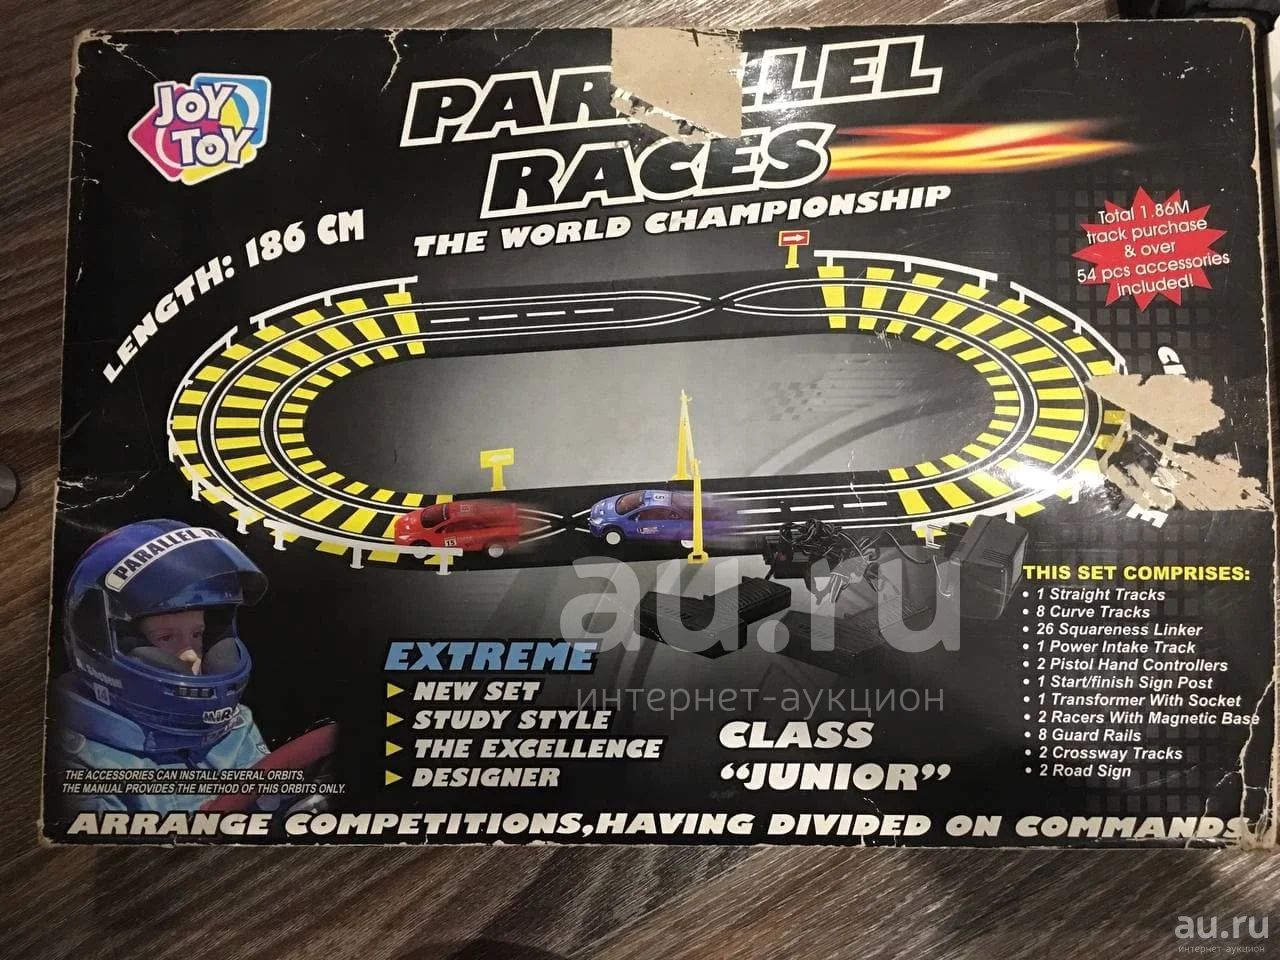 JOY
TOY
PAR LEL
RACES
THE WORLD CHAMPIONSHIP
LENGTH: 186 CM
Total 1.86M
track purchase
& over
54 pcs accessories
included!
PARALLEL
15
au.ru
интернет-аукцион
EXTREME
NEW SET
STUDY STYLE
THE EXCELLENCE
DESIGNER
CLASS
“JUNIOR”
THIS SET COMPRISES:
• 1 Straight Tracks
• 8 Curve Tracks
• 26 Squareness Linker
• 1 Power Intake Track
• 2 Pistol Hand Controllers
• 1 Start/finish Sign Post
• 1 Transformer With Socket
• 2 Racers With Magnetic Base
• 8 Guard Rails
• 2 Crossway Tracks
• 2 Road Sign
THE ACCESSORIES CAN INSTALL SEVERAL ORBITS,
THE MANUAL PROVIDES THE METHOD OF THIS ORBITS ONLY.
ARRANGE COMPETITIONS,HAVING DIVIDED ON COMMANDS
au.ru
интернет-аукцион